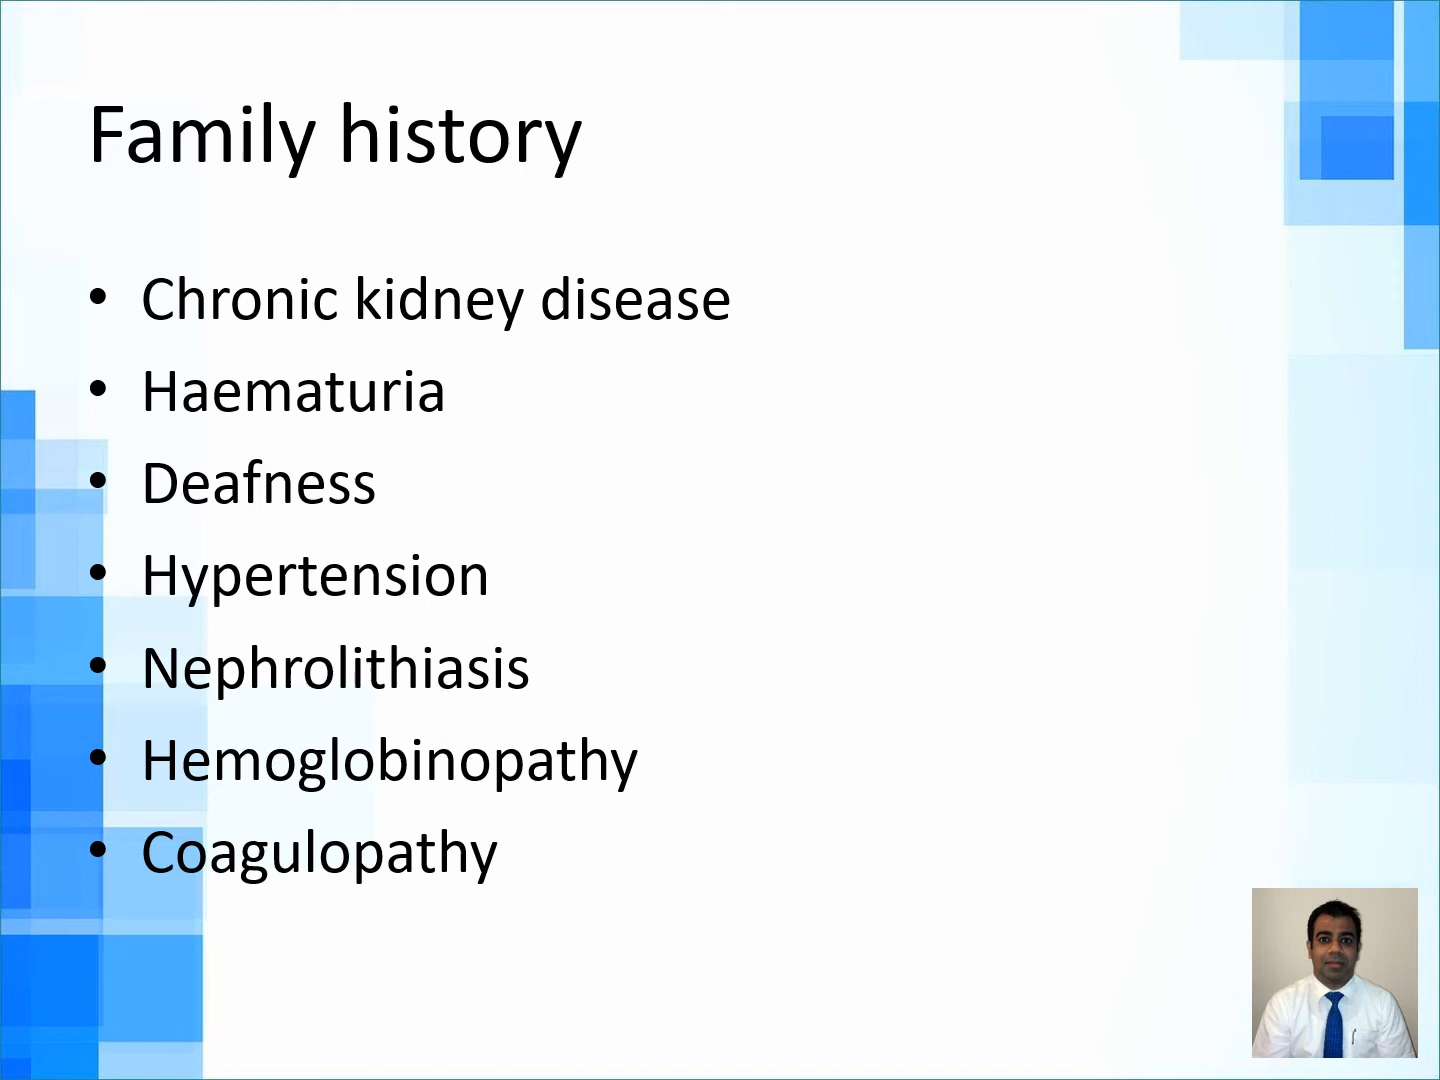 Family history
• Chronic kidney disease
• Haematuria
• Deafness
• Hypertension
• Nephrolithiasis
• Hemoglobinopathy
• Coagulopathy